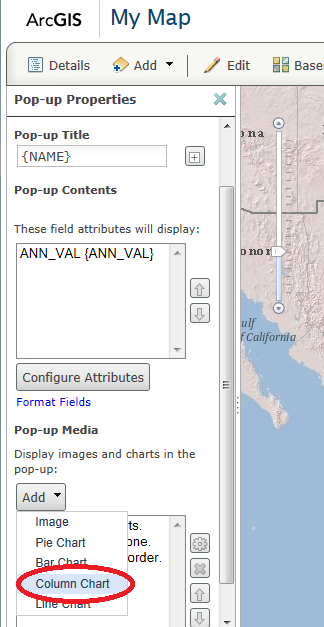 ArcGIS My Map
Details Add Edit Base
Pop-up Properties
Pop-up Title
{NAME}
Pop-up Contents
These field attributes will display:
ANN_VAL {ANN_VAL}
Configure Attributes
Format Fields
Pop-up Media
Display images and charts in the
pop-up:
Add
Image
Pie Chart
Bar Chart
Column Chart
Line Chart
rts.
one.
order.
ona
onor
ulf
f California